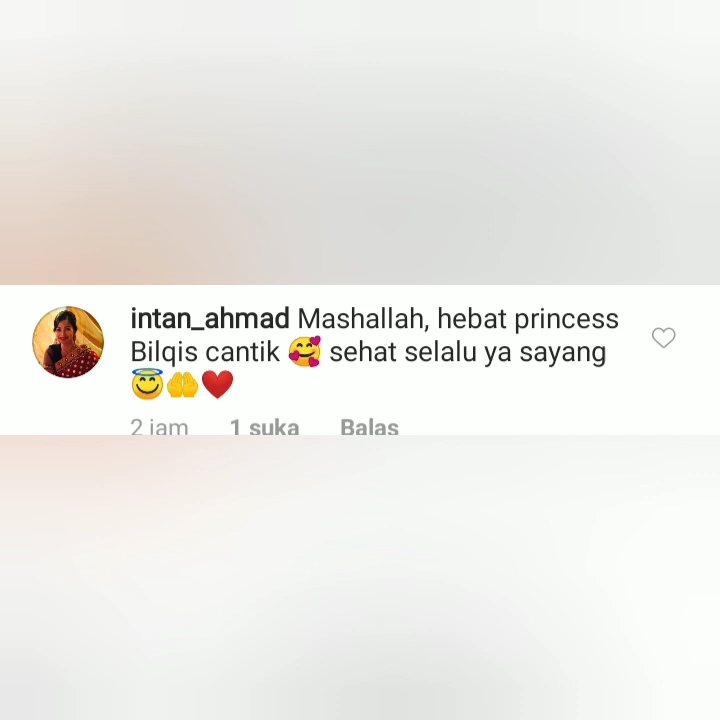 intan_ahmad Mashallah, hebat princess
Bilqis cantik 🥰 sehat selalu ya sayang
😇🤲❤️
2 jam 1 suka Balas